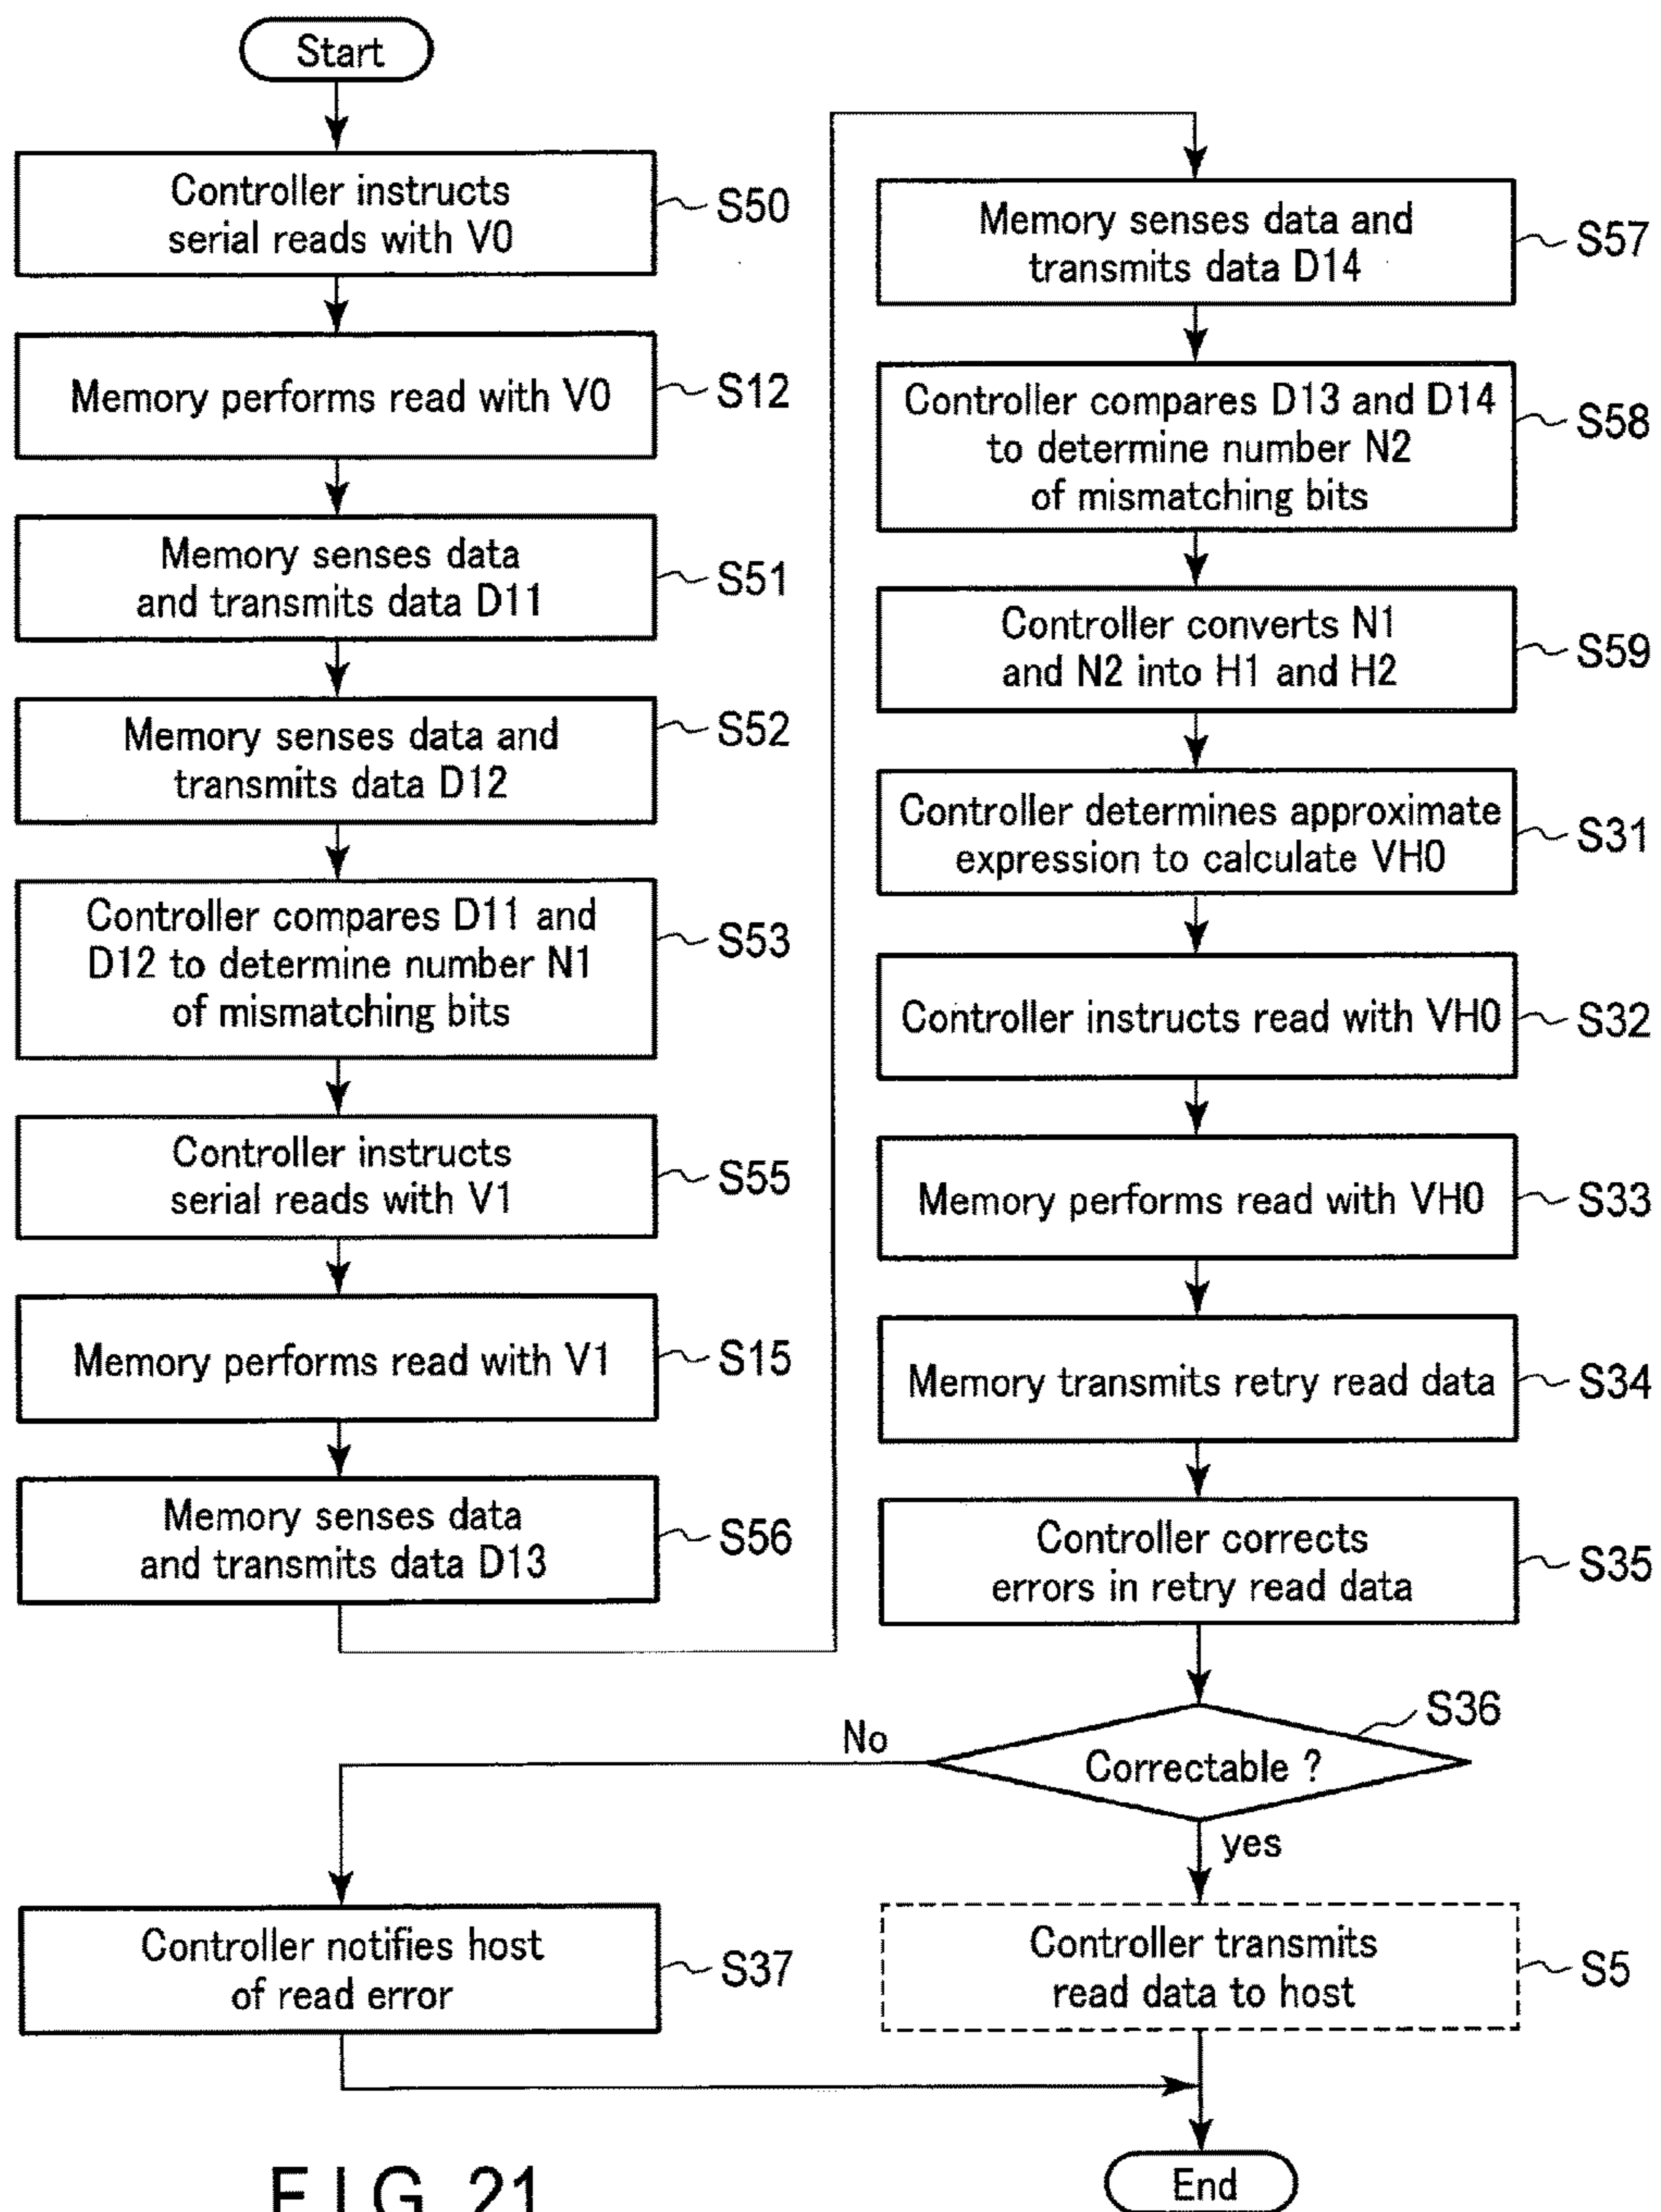 Start
Controller instructs
serial reads with V0
S50
Memory performs read with V0
S12
Memory senses data
and transmits data D11
S51
Memory senses data and
transmits data D12
S52
Controller compares D11 and
D12 to determine number N1
of mismatching bits
S53
Controller instructs
serial reads with V1
S55
Memory performs read with V1
S15
Memory senses data
and transmits data D13
S56
Memory senses data and
transmits data D14
S57
Controller compares D13 and D14
to determine number N2
of mismatching bits
S58
Controller converts N1
and N2 into H1 and H2
S59
Controller determines approximate
expression to calculate VH0
S31
Controller instructs read with VH0
S32
Memory performs read with VH0
S33
Memory transmits retry read data
S34
Controller corrects
errors in retry read data
S35
Correctable ?
S36
No
yes
Controller notifies host
of read error
S37
Controller transmits
read data to host
S5
End
FIG. 21